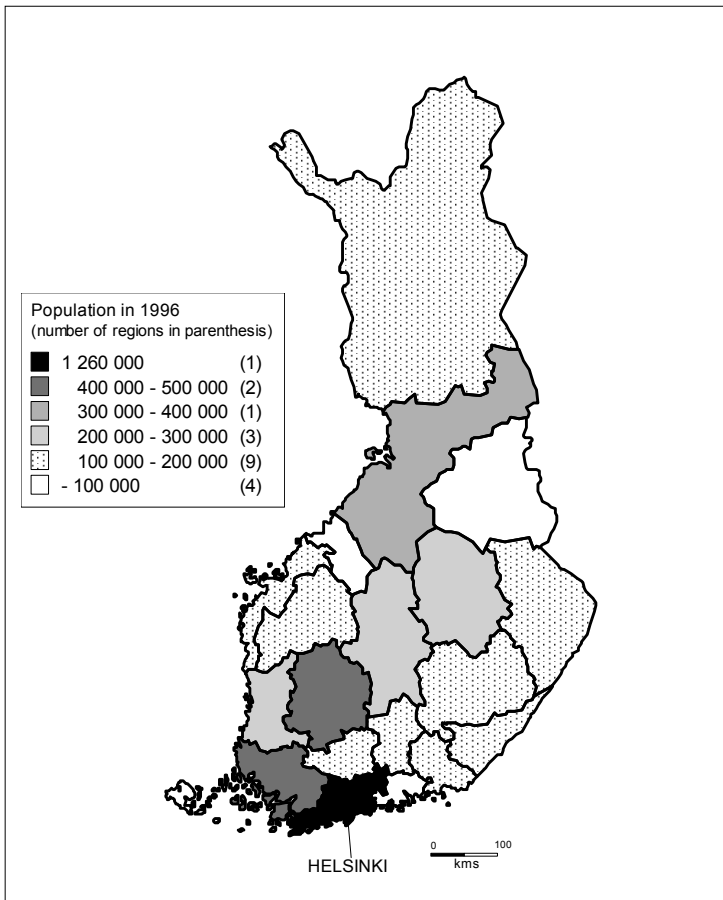 Population in 1996
(number of regions in parenthesis)
1 260 000 (1)
400 000 - 500 000 (2)
300 000 - 400 000 (1)
200 000 - 300 000 (3)
100 000 - 200 000 (9)
- 100 000 (4)
0 100
kms
HELSINKI